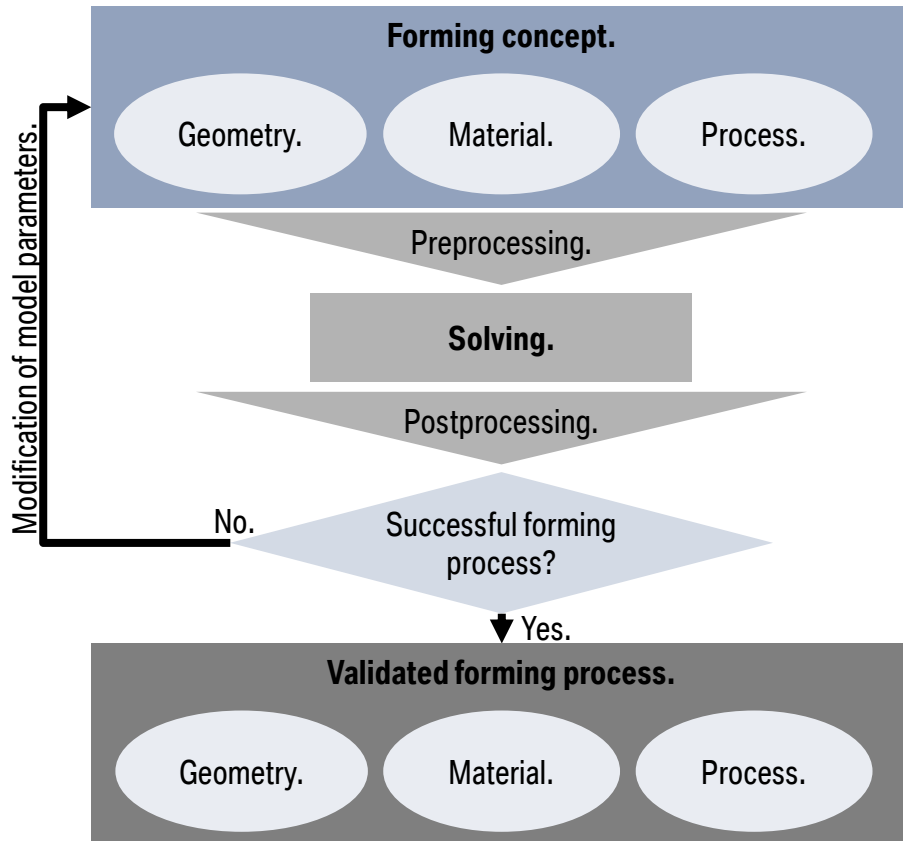 Forming concept.
Geometry.
Material.
Process.
Modification of model parameters.
Preprocessing.
Solving.
Postprocessing.
Successful forming
process?
No.
Yes.
Validated forming process.
Geometry.
Material.
Process.